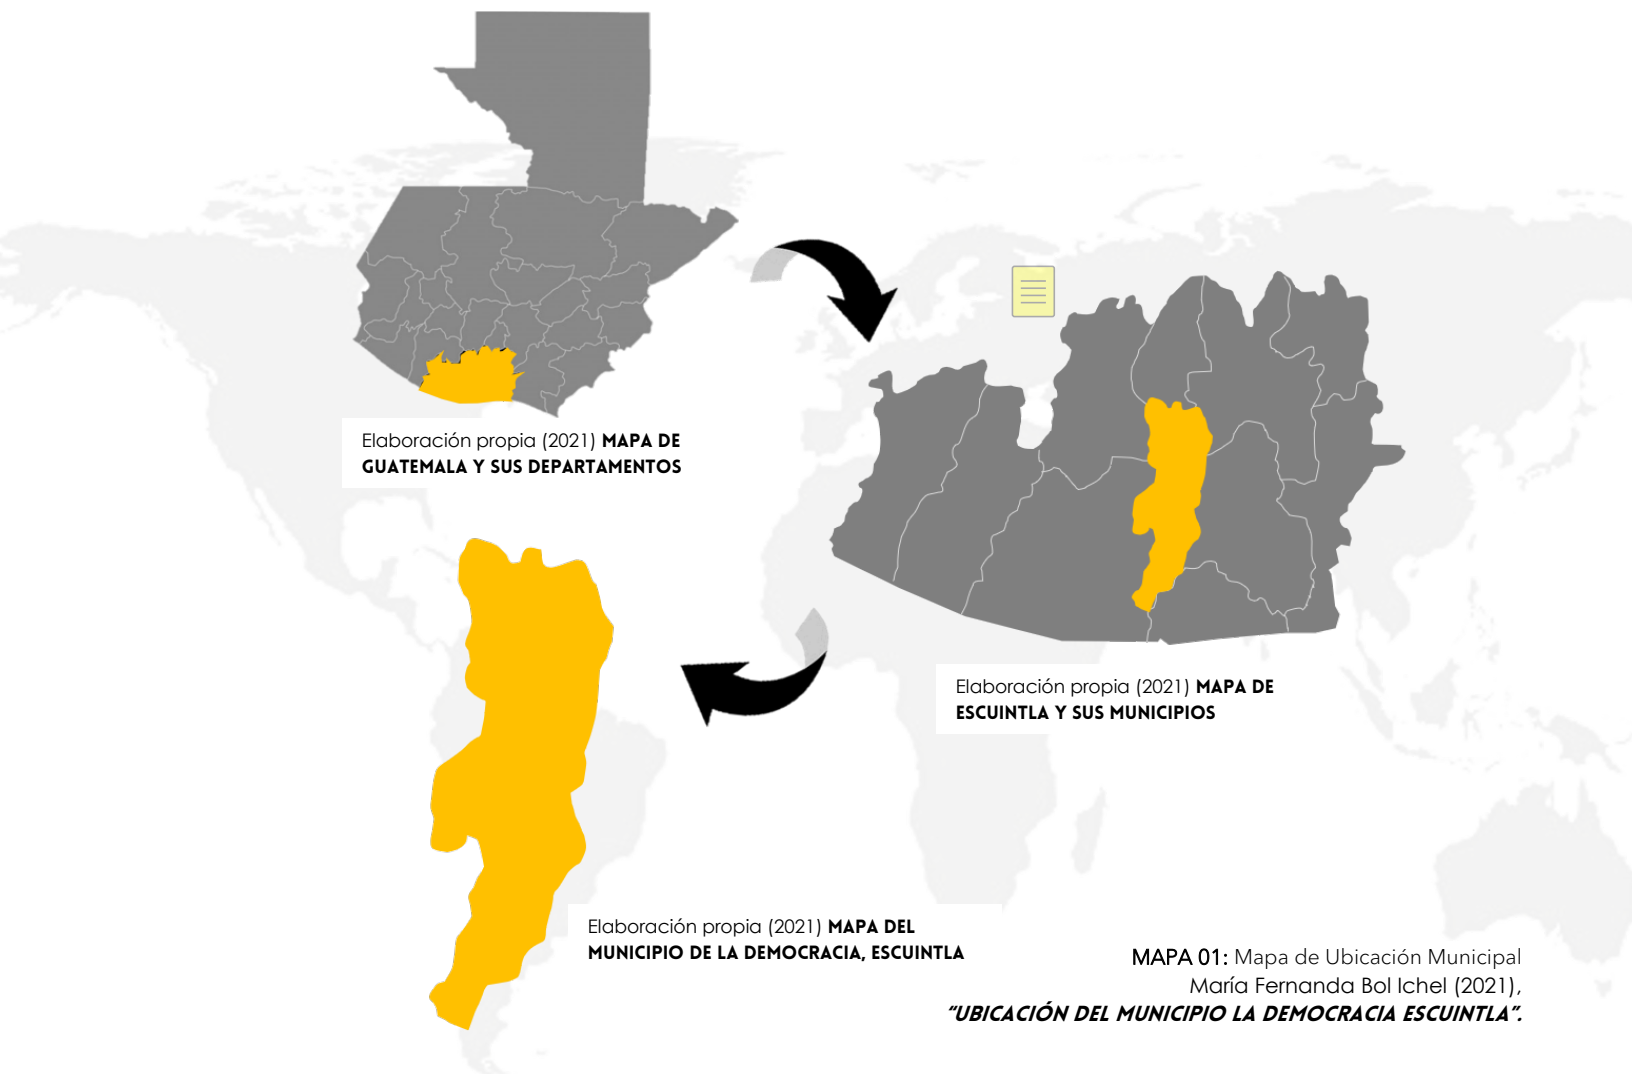 Elaboración propia (2021) MAPA DE
GUATEMALA Y SUS DEPARTAMENTOS
Elaboración propia (2021) MAPA DE
ESCUINTLA Y SUS MUNICIPIOS
Elaboración propia (2021) MAPA DEL
MUNICIPIO DE LA DEMOCRACIA, ESCUINTLA
MAPA 01: Mapa de Ubicación Municipal
María Fernanda Bol Ichel (2021),
“UBICACIÓN DEL MUNICIPIO LA DEMOCRACIA ESCUINTLA”.